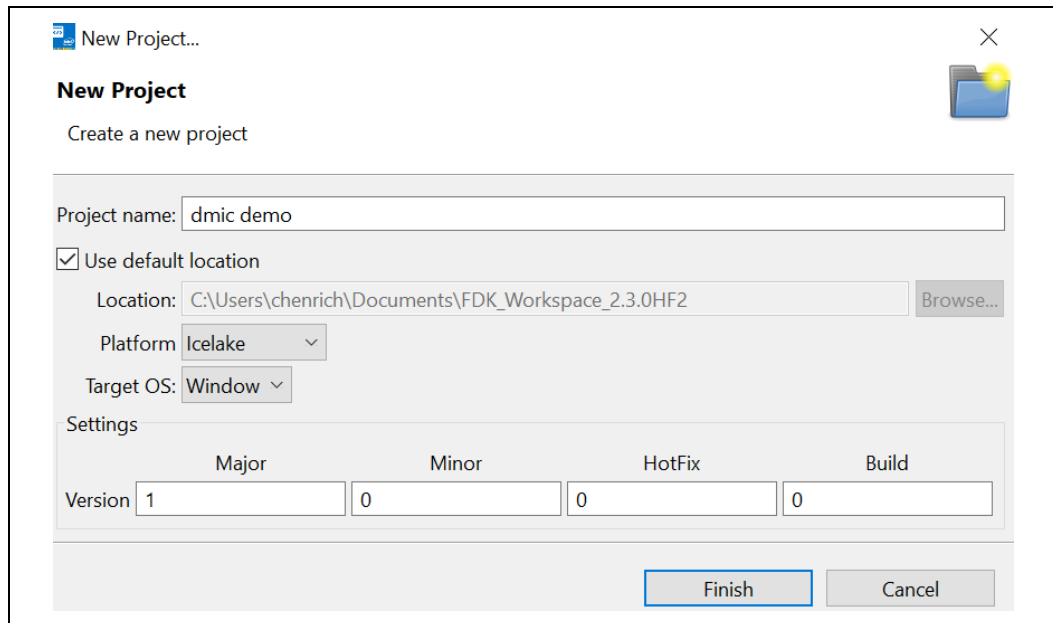 New Project...
New Project
Create a new project
Project name: dmic demo
Use default location
Location: C:\Users\chenrich\Documents\FDK_Workspace_2.3.0HF2 Browse...
Platform Icelake
Target OS: Window
Settings
Major Minor HotFix Build
Version 1 0 0 0
Finish Cancel